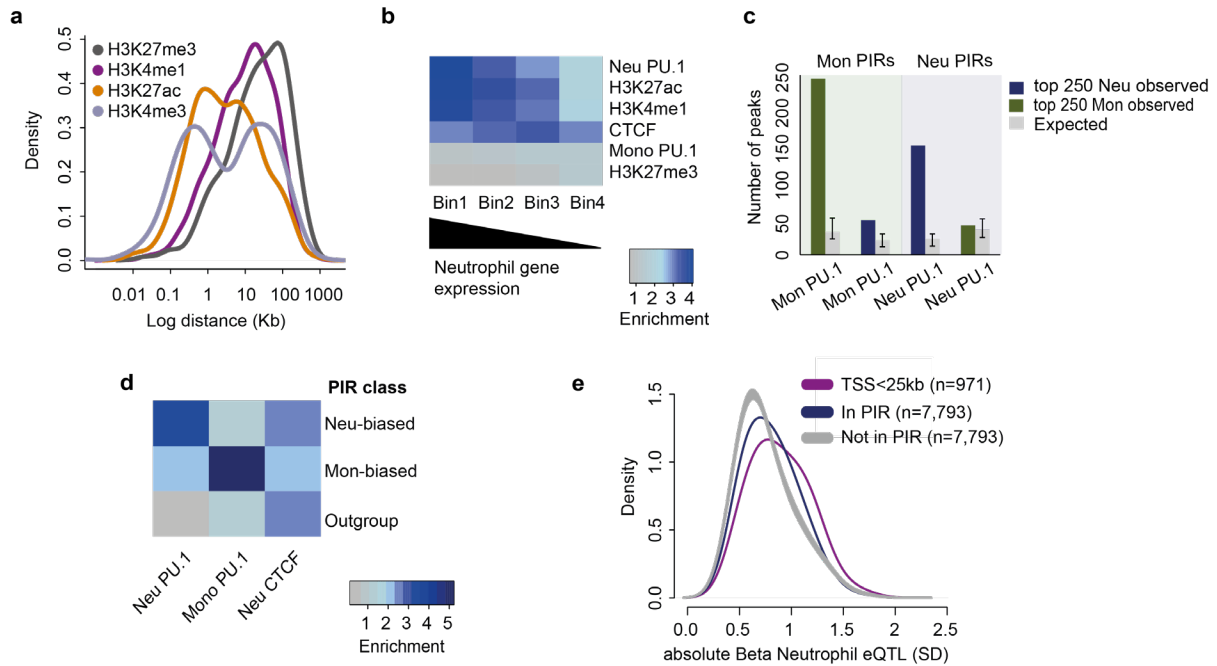 a
Density
0.0
0.1
0.2
0.3
0.4
0.5
H3K27me3
H3K4me1
H3K27ac
H3K4me3
0.01 0.1 1 10 100 1000
Log distance (Kb)
b
Neu PU.1
H3K27ac
H3K4me1
CTCF
Mono PU.1
H3K27me3
Bin1 Bin2 Bin3 Bin4
Neutrophil gene
expression
1 2 3 4
Enrichment
c
Number of peaks
0
50
100
150
200
250
Mon PIRs Neu PIRs
Mon PU.1
Mon PU.1
Neu PU.1
Neu PU.1
top 250 Neu observed
top 250 Mon observed
Expected
d
PIR class
Neu-biased
Mon-biased
Outgroup
Neu PU.1
Mono PU.1
Neu CTCF
1 2 3 4 5
Enrichment
e
Density
0.0
0.5
1.0
1.5
TSS<25kb (n=971)
In PIR (n=7,793)
Not in PIR (n=7,793)
0.0 0.5 1 1.5 2.0 2.5
absolute Beta Neutrophil eQTL (SD)